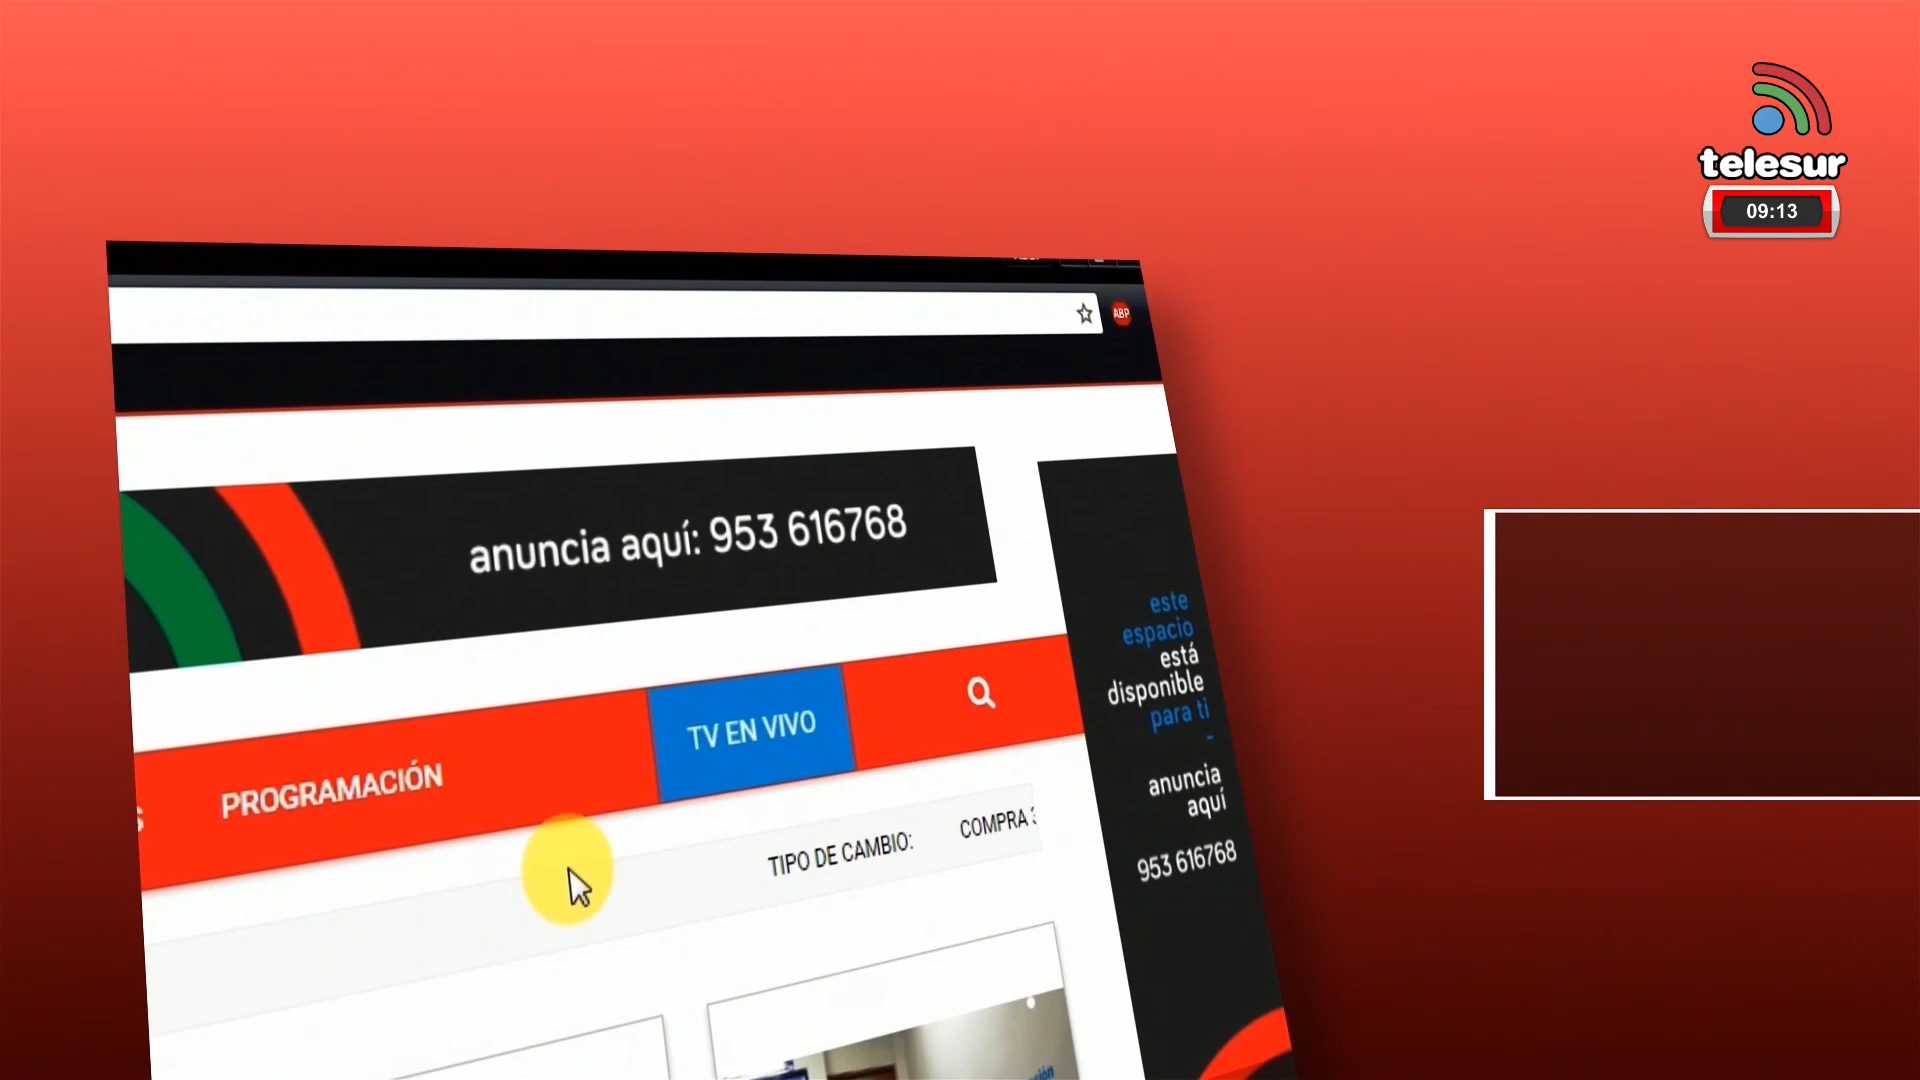 telesur
09:13
ABP
anuncia aquí: 953 616768
este
espacio
está
disponible
para ti
-
anuncia
aquí
953 616768
PROGRAMACIÓN
TV EN VIVO
TIPO DE CAMBIO:
COMPRA